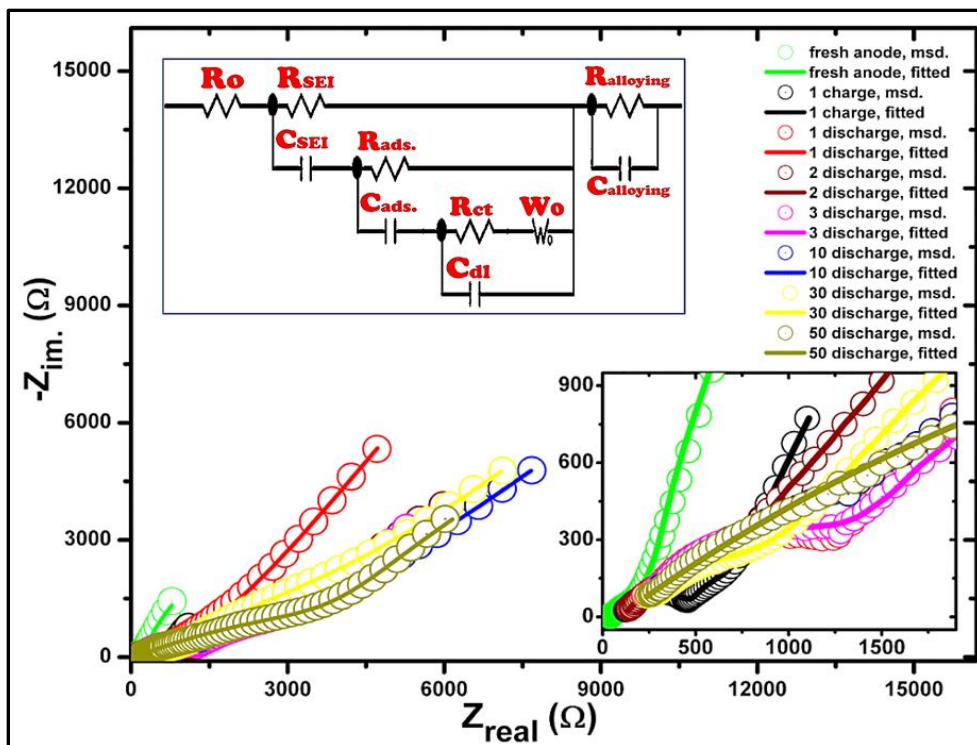 15000
12000
9000
6000
3000
0
-Zim. (Ω)
0 3000 6000 9000 12000 15000
Zreal (Ω)
Ro RSEI Ralloying
CSEI Rads.
Calloying
Cads. Rct Wo
W0
Cdl
fresh anode, msd.
fresh anode, fitted
1 charge, msd.
1 charge, fitted
1 discharge, msd.
1 discharge, fitted
2 discharge, msd.
2 discharge, fitted
3 discharge, msd.
3 discharge, fitted
10 discharge, msd.
10 discharge, fitted
30 discharge, msd.
30 discharge, fitted
50 discharge, msd.
50 discharge, fitted
900
600
300
0
0 500 1000 1500